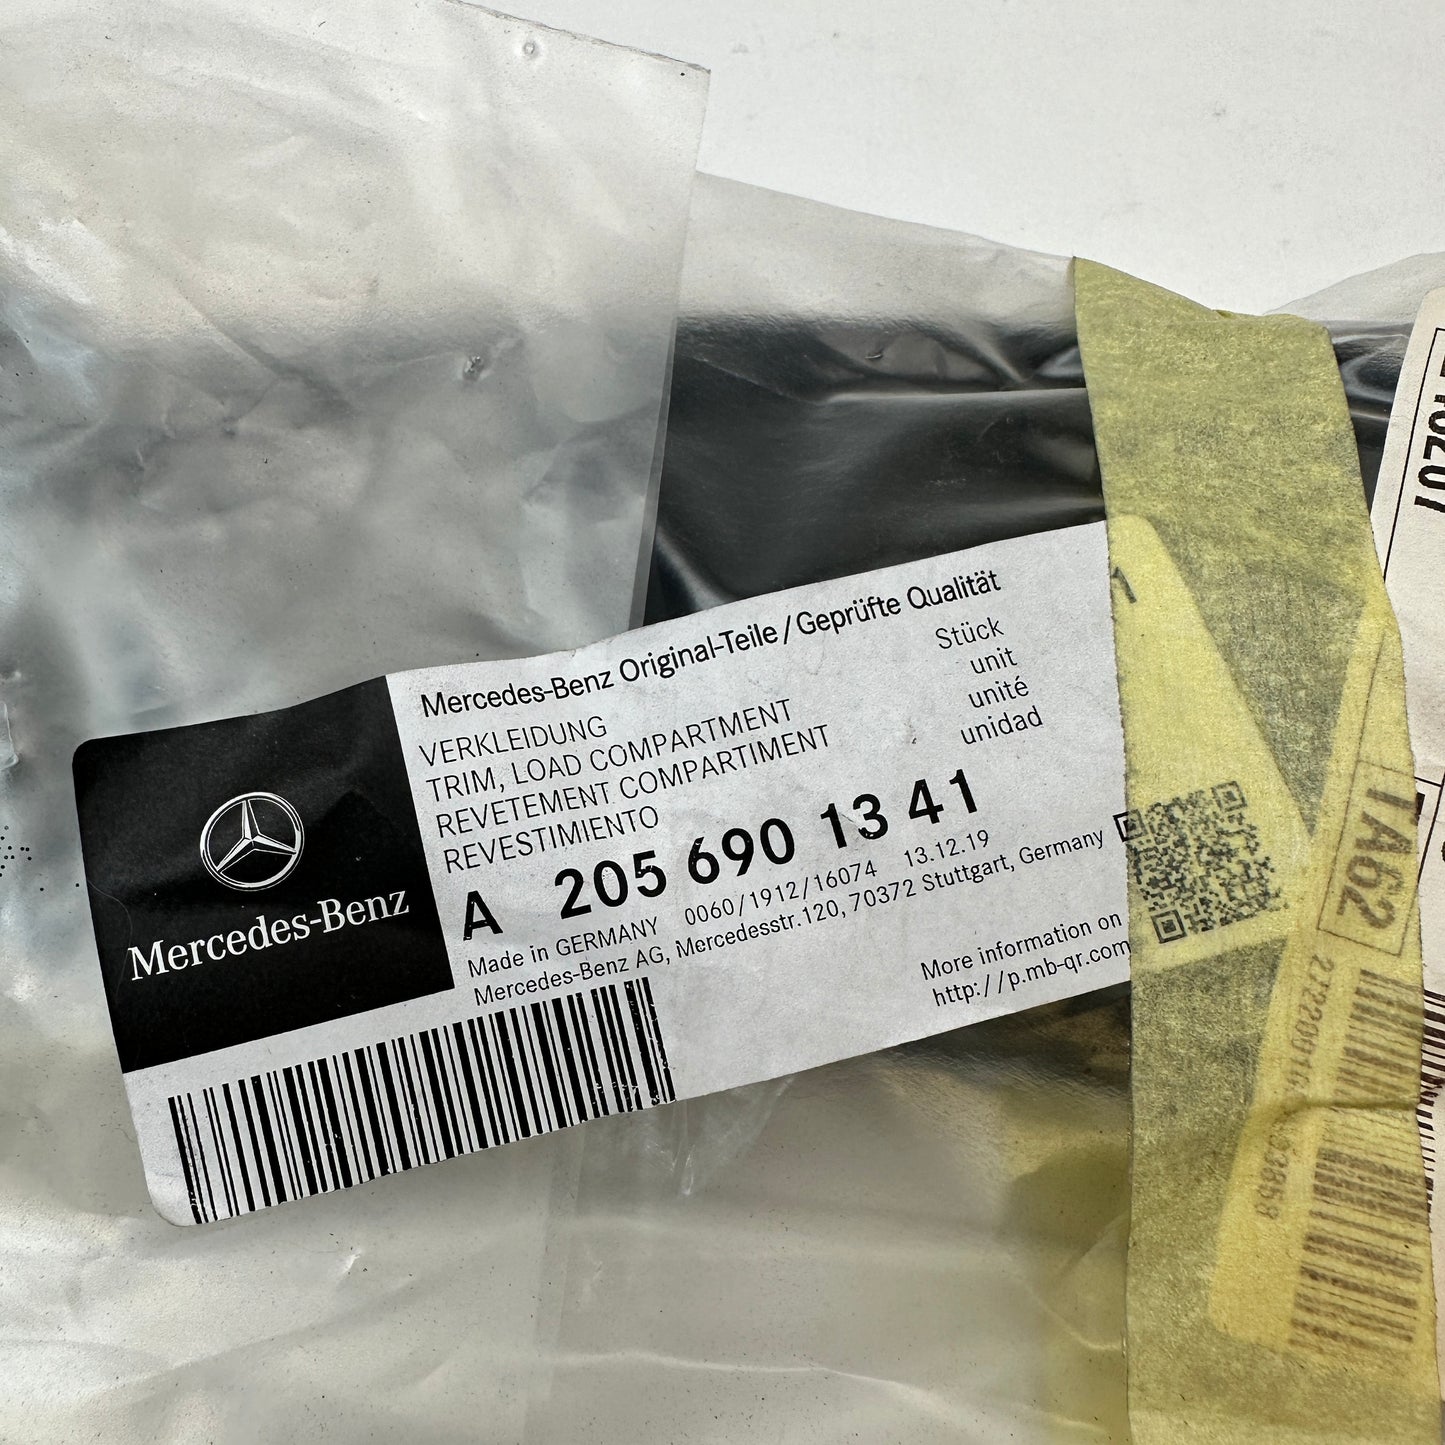 Mercedes-Benz
Mercedes-Benz Original-Teile/Geprüfte Qualität
VERKLEIDUNG
TRIM, LOAD COMPARTMENT
REVETEMENT COMPARTIMENT
REVESTIMIENTO
1
Stück
unit
unité
unidad
A 205 690 13 41
Made in GERMANY 0060/1912/16074 13.12.19
Mercedes-Benz AG, Mercedesstr.120, 70372 Stuttgart, Germany
More information on
http://p.mb-qr.com
TA62